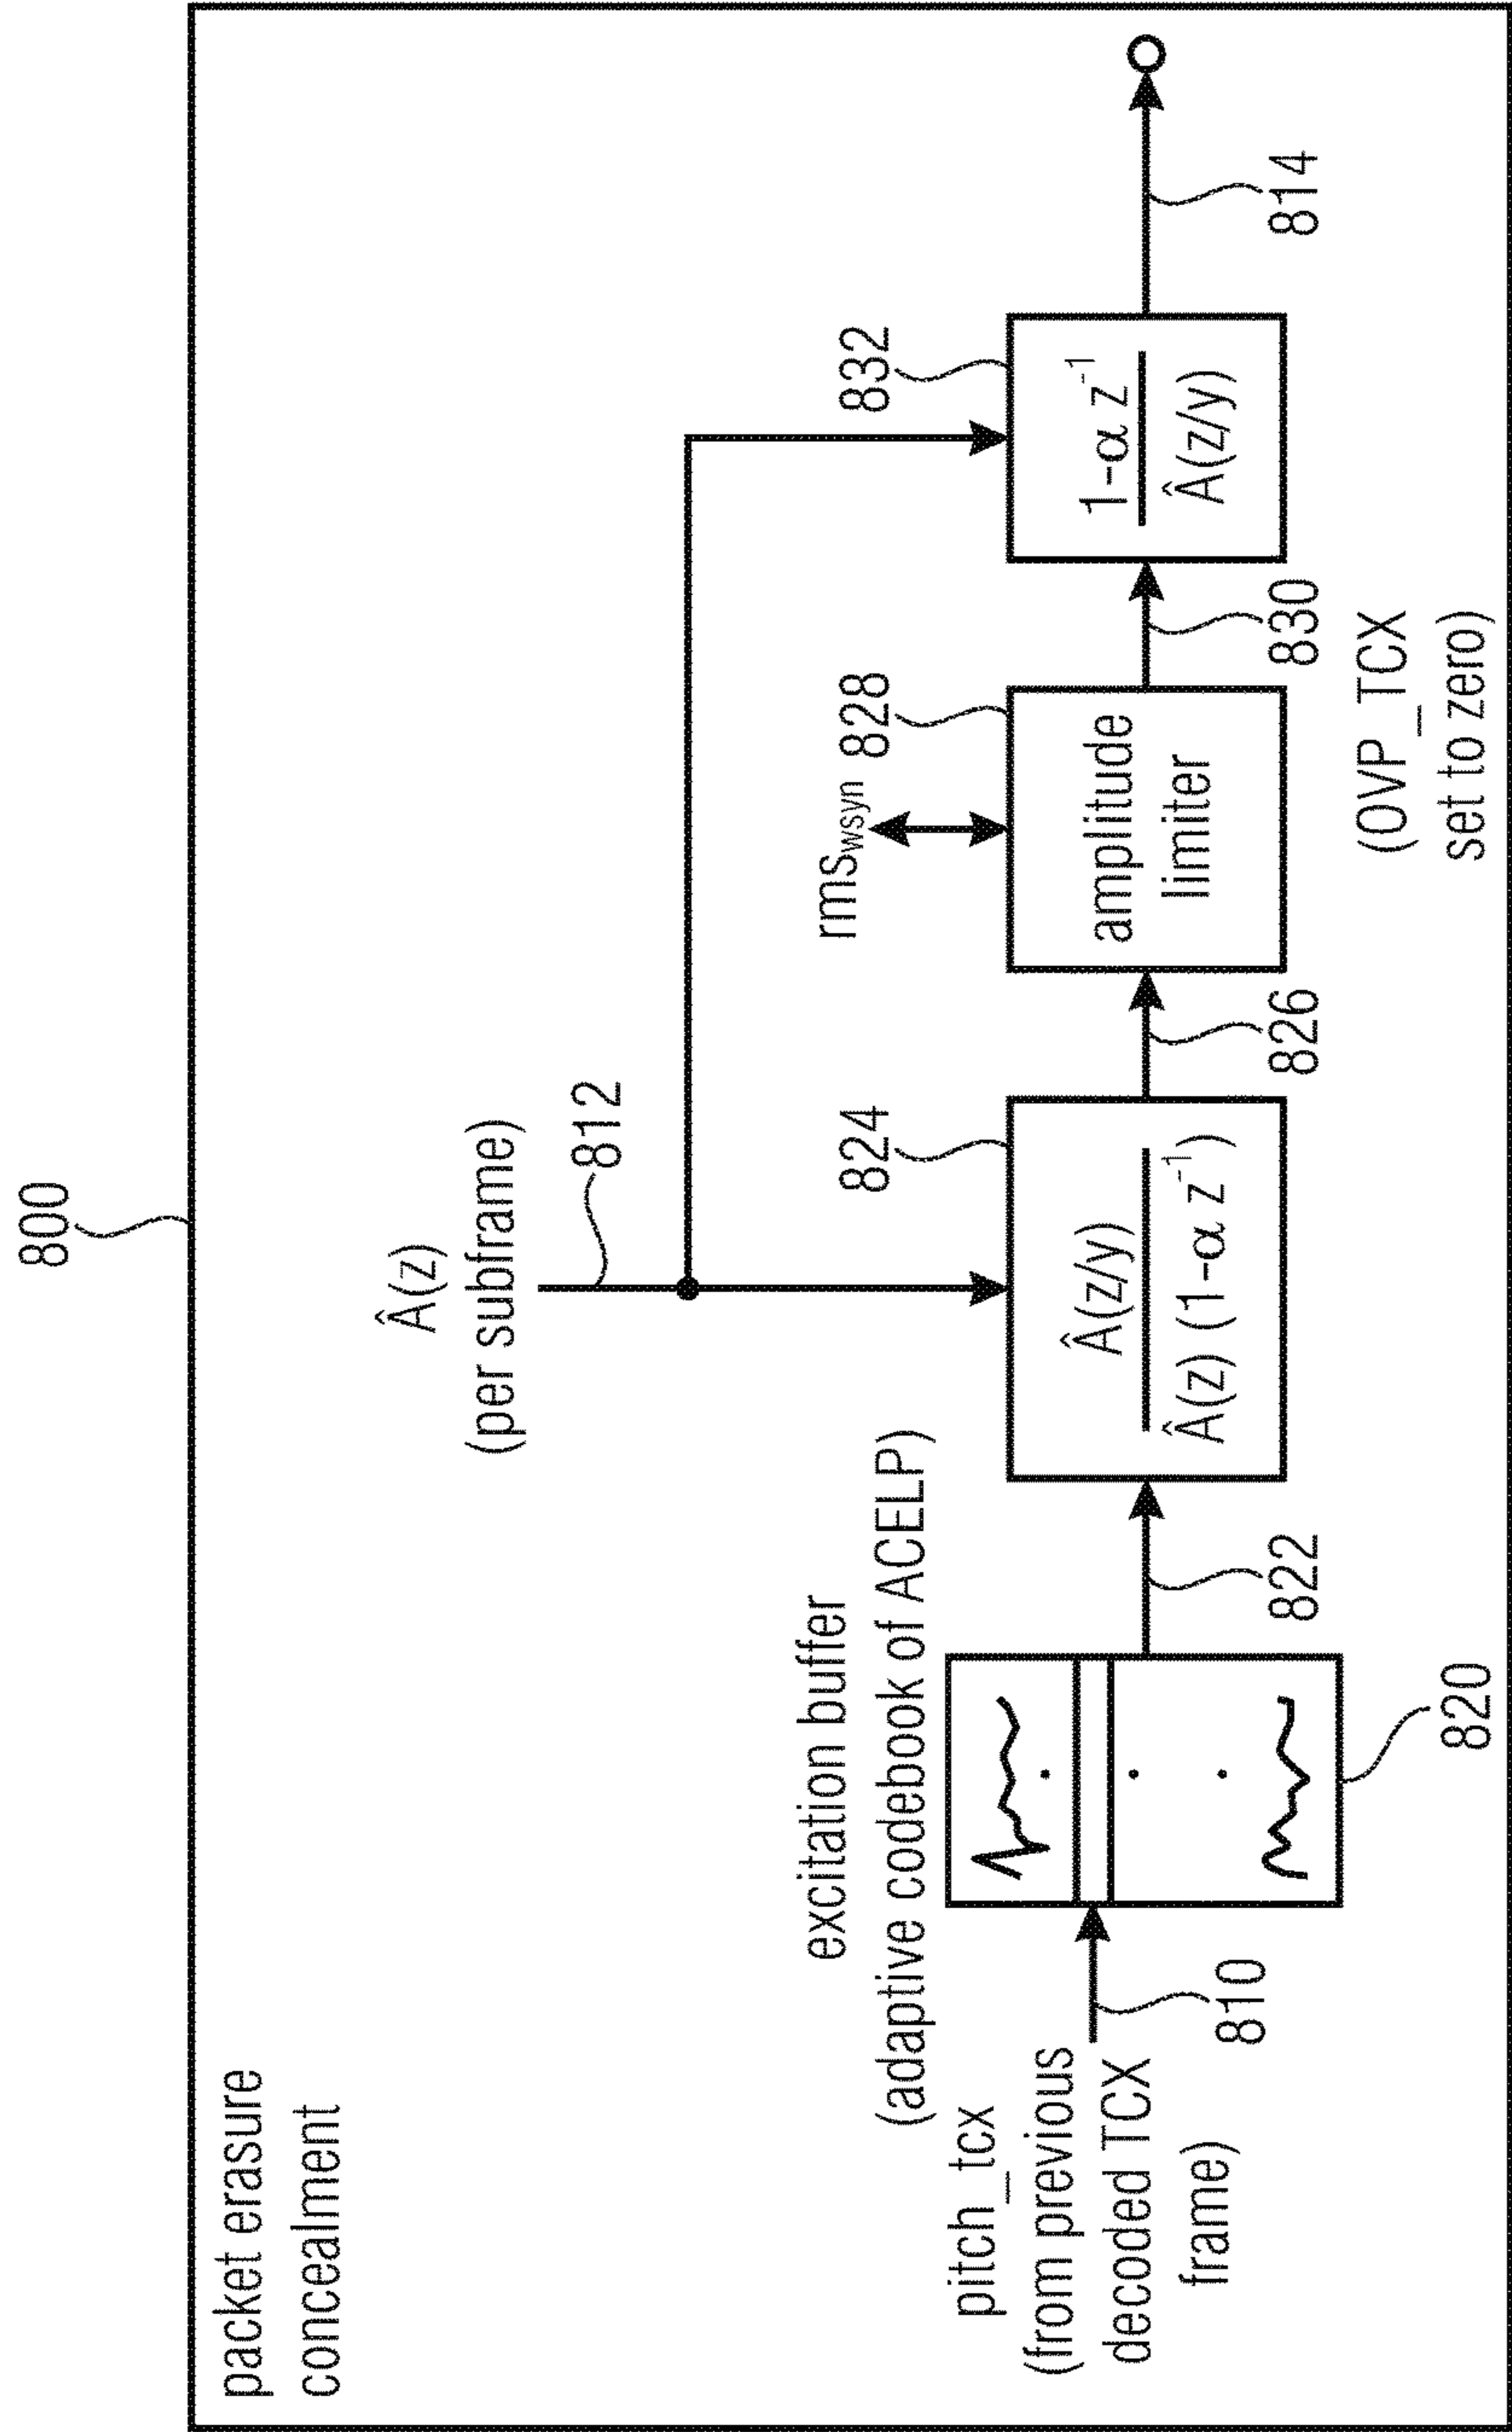 800
packet erasure
concealment
Â(z)
(per subframe)
812
excitation buffer
(adaptive codebook of ACELP)
pitch_tcx
(from previous
decoded TCX
frame)
810
820
822
824
Â(z/y)
Â(z) (1-α z⁻¹)
826
rms_wsyn
828
amplitude
limiter
830
(OVP_TCX
set to zero)
832
1-α z⁻¹
Â(z/y)
814